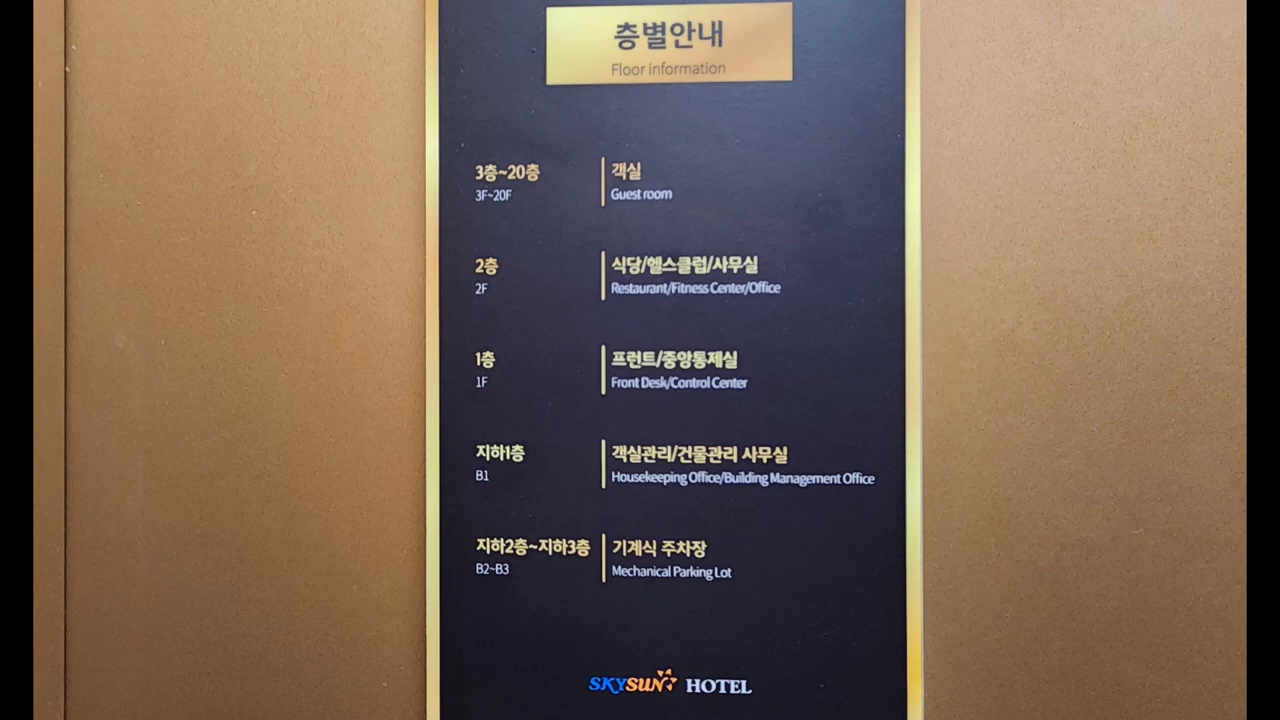 층별안내
Floor information
3층~20층
3F~20F
객실
Guest room
2층
2F
식당/헬스클럽/사무실
Restaurant/Fitness Center/Office
1층
1F
프런트/중앙통제실
Front Desk/Control Center
지하1층
B1
객실관리/건물관리 사무실
Housekeeping Office/Building Management Office
지하2층~지하3층
B2~B3
기계식 주차장
Mechanical Parking Lot
SKYSUN HOTEL